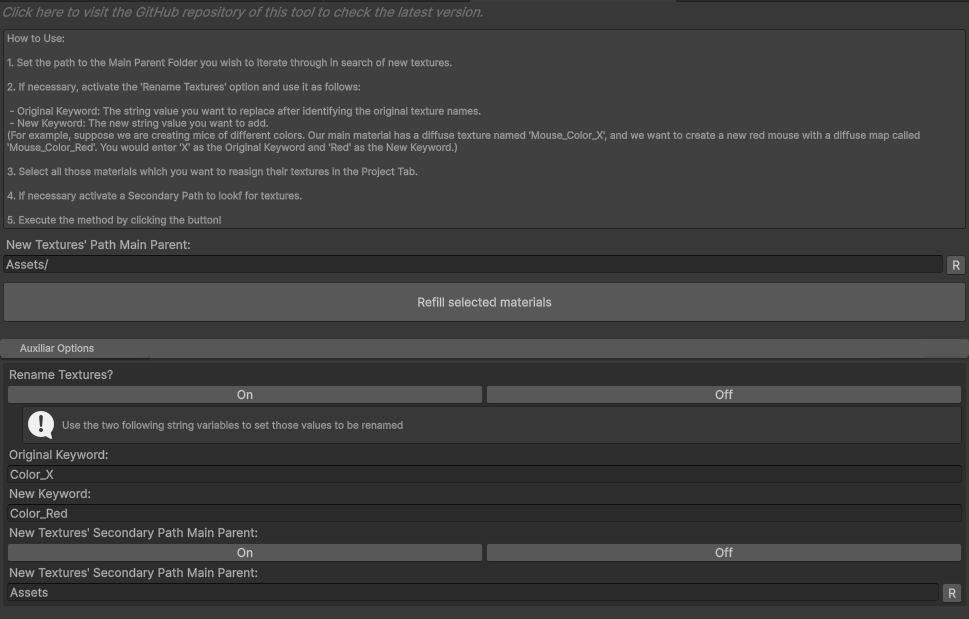 Click here to visit the GitHub repository of this tool to check the latest version.
How to Use:
1. Set the path to the Main Parent Folder you wish to iterate through in search of new textures.
2. If necessary, activate the 'Rename Textures' option and use it as follows:
- Original Keyword: The string value you want to replace after identifying the original texture names.
- New Keyword: The new string value you want to add.
(For example, suppose we are creating mice of different colors. Our main material has a diffuse texture named 'Mouse_Color_X', and we want to create a new red mouse with a diffuse map called
'Mouse_Color_Red'. You would enter 'X' as the Original Keyword and 'Red' as the New Keyword.)
3. Select all those materials which you want to reasign their textures in the Project Tab.
4. If necessary activate a Secondary Path to lookf for textures.
5. Execute the method by clicking the button!
New Textures' Path Main Parent:
Assets/ R
Refill selected materials
Auxiliar Options
Rename Textures?
On Off
Use the two following string variables to set those values to be renamed
Original Keyword:
Color_X
New Keyword:
Color_Red
New Textures' Secondary Path Main Parent:
On Off
New Textures' Secondary Path Main Parent:
Assets R